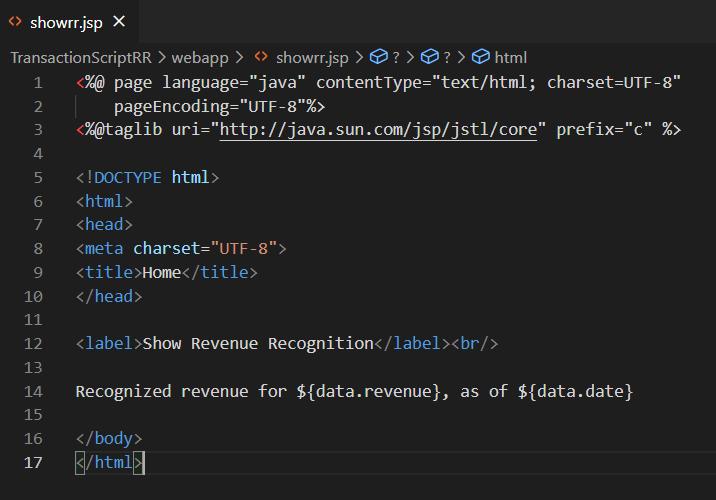 showrr.jsp
TransactionScriptRR > webapp > showrr.jsp > ? > ? > html
1 <%@ page language="java" contentType="text/html; charset=UTF-8"
2     pageEncoding="UTF-8"%>
3 <%@taglib uri="http://java.sun.com/jsp/jstl/core" prefix="c" %>
4
5 <!DOCTYPE html>
6 <html>
7 <head>
8 <meta charset="UTF-8">
9 <title>Home</title>
10 </head>
11
12 <label>Show Revenue Recognition</label><br/>
13
14 Recognized revenue for ${data.revenue}, as of ${data.date}
15
16 </body>
17 </html>